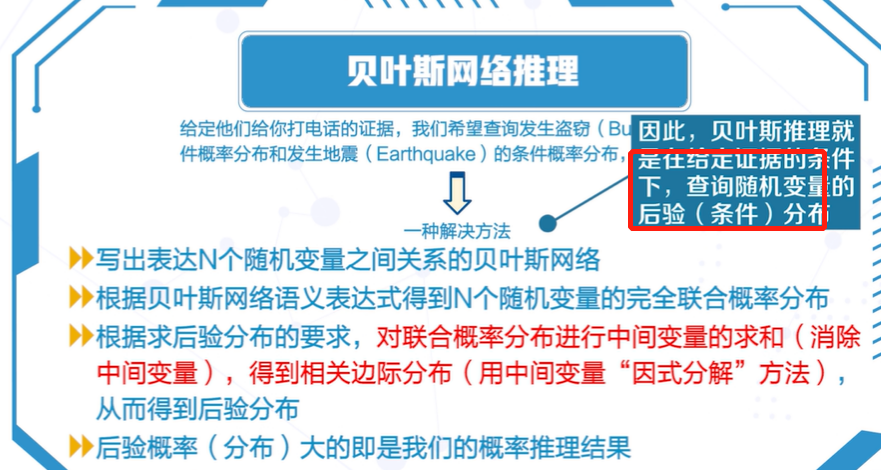 贝叶斯网络推理
给定他们给你打电话的证据，我们希望查询发生盗窃（Bu
件概率分布和发生地震（Earthquake）的条件概率分布，
因此，贝叶斯推理就
是在给定证据的条件
下，查询随机变量的
后验（条件）分布
一种解决方法
写出表达N个随机变量之间关系的贝叶斯网络
根据贝叶斯网络语义表达式得到N个随机变量的完全联合概率分布
根据求后验分布的要求，对联合概率分布进行中间变量的求和（消除
中间变量），得到相关边际分布（用中间变量“因式分解”方法），
从而得到后验分布
后验概率（分布）大的即是我们的概率推理结果